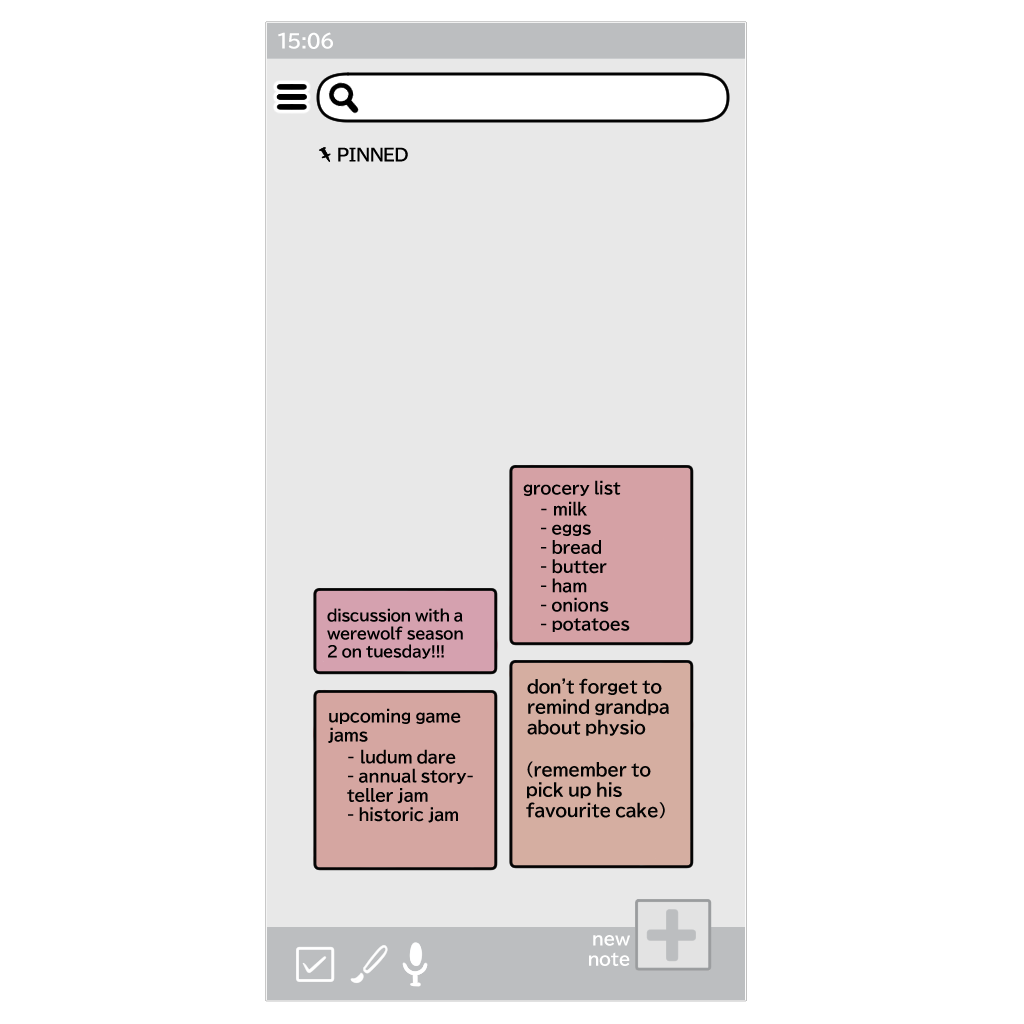 15:06
PINNED
grocery list
- milk
- eggs
- bread
- butter
- ham
- onions
- potatoes
discussion with a
werewolf season
2 on tuesday!!!
upcoming game
jams
- ludum dare
- annual story-
teller jam
- historic jam
don't forget to
remind grandpa
about physio
(remember to
pick up his
favourite cake)
new
note